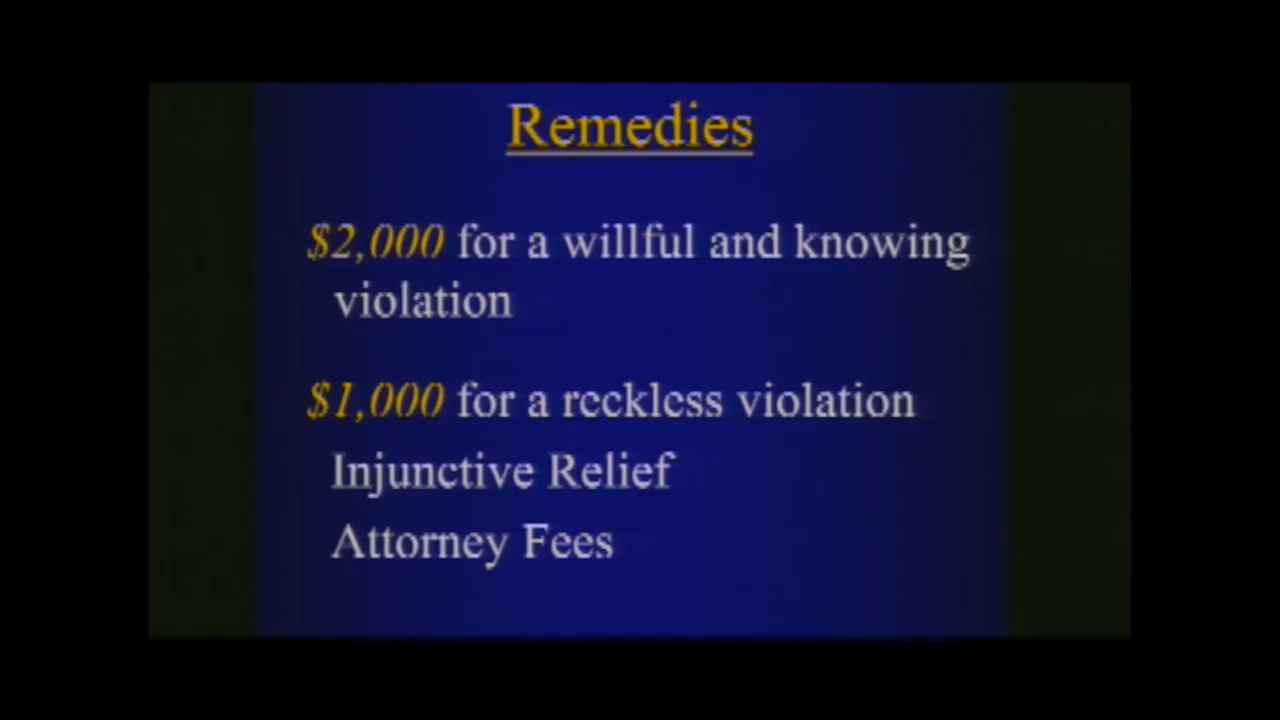 Remedies
$2,000 for a willful and knowing
violation
$1,000 for a reckless violation
Injunctive Relief
Attorney Fees